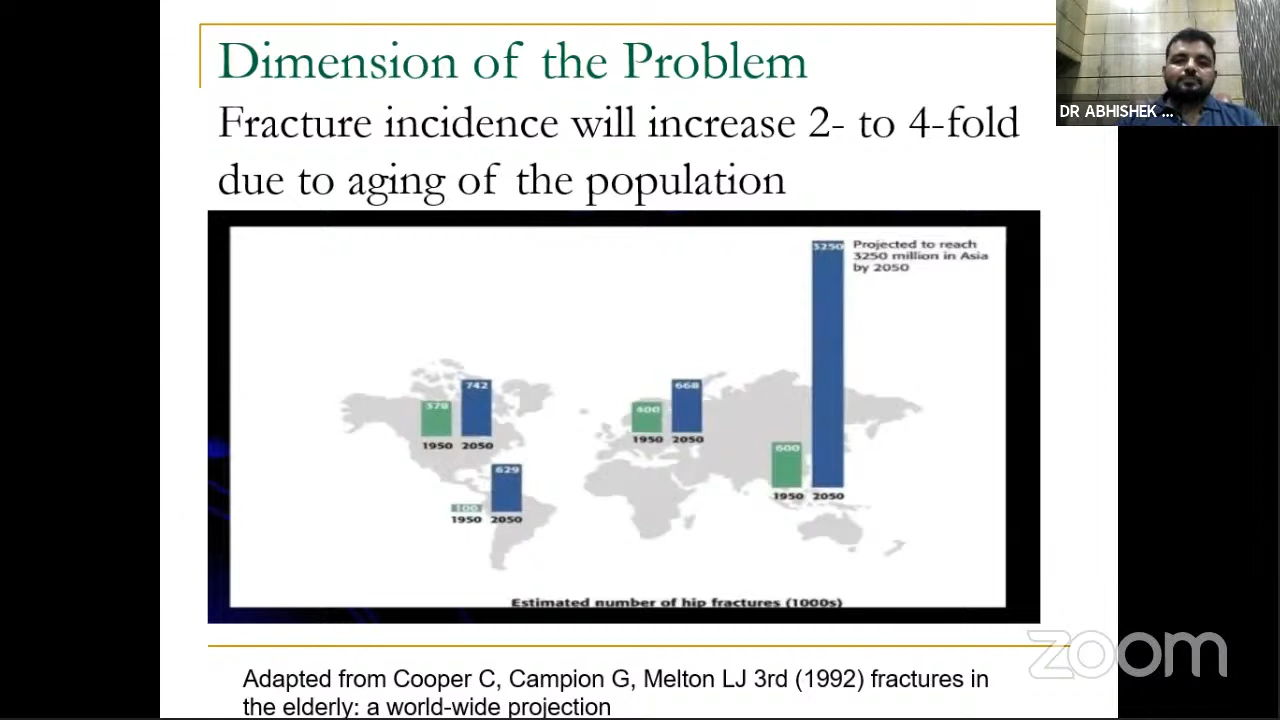 Dimension of the Problem
Fracture incidence will increase 2- to 4-fold
due to aging of the population
DR ABHISHEK ...
3250
Projected to reach
3250 million in Asia
by 2050
742
378
1950 2050
668
400
1950 2050
629
100
1950 2050
600
1950 2050
Estimated number of hip fractures (1000s)
zoom
Adapted from Cooper C, Campion G, Melton LJ 3rd (1992) fractures in
the elderly: a world-wide projection